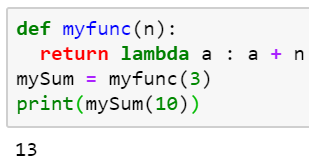 def myfunc(n):
  return lambda a : a + n
mySum = myfunc(3)
print(mySum(10))
13